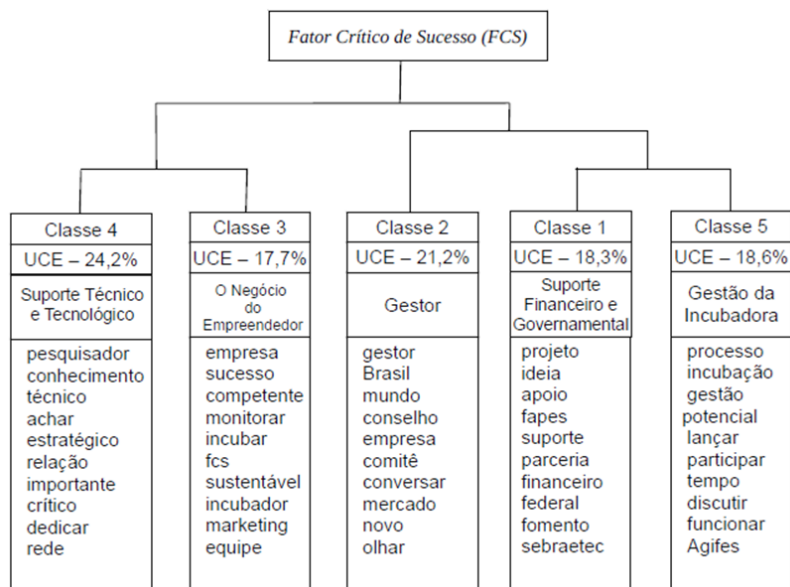 Fator Crítico de Sucesso (FCS)
Classe 4
UCE – 24,2%
Suporte Técnico
e Tecnológico
pesquisador
conhecimento
técnico
achar
estratégico
relação
importante
crítico
dedicar
rede
Classe 3
UCE – 17,7%
O Negócio
do
Empreendedor
empresa
sucesso
competente
monitorar
incubar
fcs
sustentável
incubador
marketing
equipe
Classe 2
UCE – 21,2%
Gestor
gestor
Brasil
mundo
conselho
empresa
comitê
conversar
mercado
novo
olhar
Classe 1
UCE – 18,3%
Suporte
Financeiro e
Governamental
projeto
ideia
apoio
fapes
suporte
parceria
financeiro
federal
fomento
sebraetec
Classe 5
UCE – 18,6%
Gestão da
Incubadora
processo
incubação
gestão
potencial
lançar
participar
tempo
discutir
funcionar
Agifes